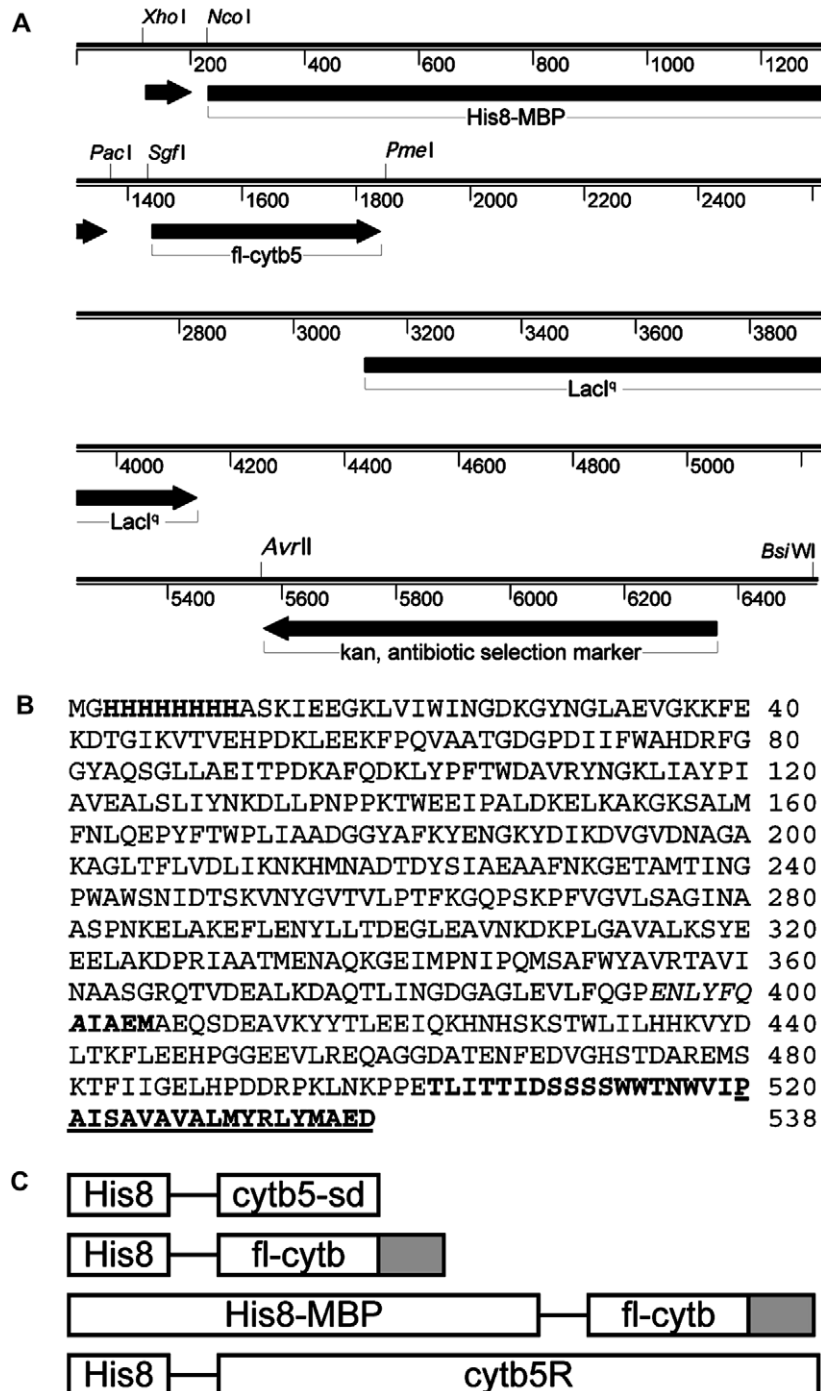 A
XhoI NcoI
200 400 600 800 1000 1200
His8-MBP
PacI SgfI PmeI
1400 1600 1800 2000 2200 2400
fl-cytb5
2800 3000 3200 3400 3600 3800
LacIq
4000 4200 4400 4600 4800 5000
LacIq
AvrII BsiWI
5400 5600 5800 6000 6200 6400
kan, antibiotic selection marker
B
MGHHHHHHHHASKIEEGKLVIWINGDKGYNGLAEVGKKFE 40
KDTGIKVTVEHPDKLEEKFPQVAATGDGPDIIFWAHDRFG 80
GYAQSGLLAEITPDKAFQDKLYPFTWDAVRYNGKLIAYPI 120
AVEALSLIYNKDLLPNPPKTWEEIPALDKELKAKGKSALM 160
FNLQEPYFTWPLIAADGGYAFKYENGKYDIKDVGVDNAGA 200
KAGLTFLVDLIKNKHMNADTDYSIAEAAFNKGETAMTING 240
PWAWSNIDTSKVNYGVTVLPTFKGQPSKPFVGVLSAGINA 280
ASPNKELAKEFLENYLLTDEGLEAVNKDKPLGAVALKSYE 320
EELAKDPRIAATMENAQKGEIMPNIPQMSAFWYAVRTAVI 360
NAASGRQTVDEALKDAQTLINGDGAGLEVLFQGPENLYFQ 400
AIAEMAEQSDEAVKYYTLEEIQKHNHSKSTWLILHHKVYD 440
LTKFLEEHPGGEEVLREQAGGDATENFEDVGHSTDAREMS 480
KTFIIGELHPDDRPKLNKPPETLITTIDSSSSWWTNWVIP 520
AISAVAVALMYRLYMAED 538
C
His8 cytb5-sd
His8 fl-cytb
His8-MBP fl-cytb
His8 cytb5R